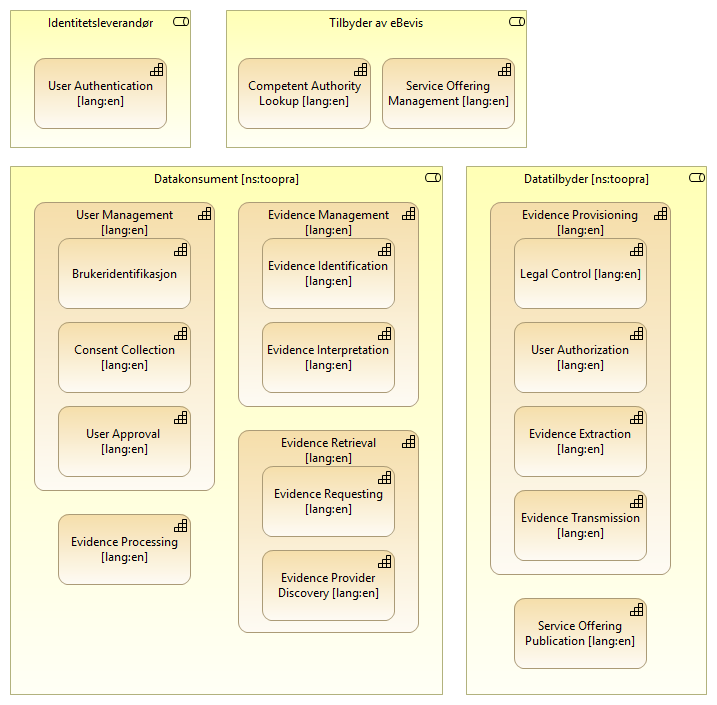 Identitetsleverandør
User Authentication
[lang:en]
Tilbyder av eBevis
Competent Authority
Lookup [lang:en]
Service Offering
Management [lang:en]
Datakonsument [ns:toopra]
User Management
[lang:en]
Brukeridentifikasjon
Consent Collection
[lang:en]
User Approval
[lang:en]
Evidence Processing
[lang:en]
Evidence Management
[lang:en]
Evidence Identification
[lang:en]
Evidence Interpretation
[lang:en]
Evidence Retrieval
[lang:en]
Evidence Requesting
[lang:en]
Evidence Provider
Discovery [lang:en]
Datatilbyder [ns:toopra]
Evidence Provisioning
[lang:en]
Legal Control [lang:en]
User Authorization
[lang:en]
Evidence Extraction
[lang:en]
Evidence Transmission
[lang:en]
Service Offering
Publication [lang:en]